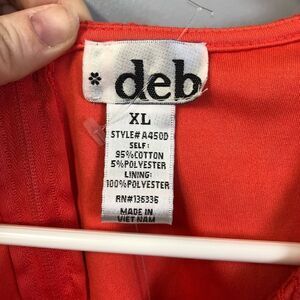 * deb
XL
STYLE# A450D
SELF:
95%COTTON
5%POLYESTER
LINING:
100%POLYESTER
RN#136336
MADE IN
VIET NAM